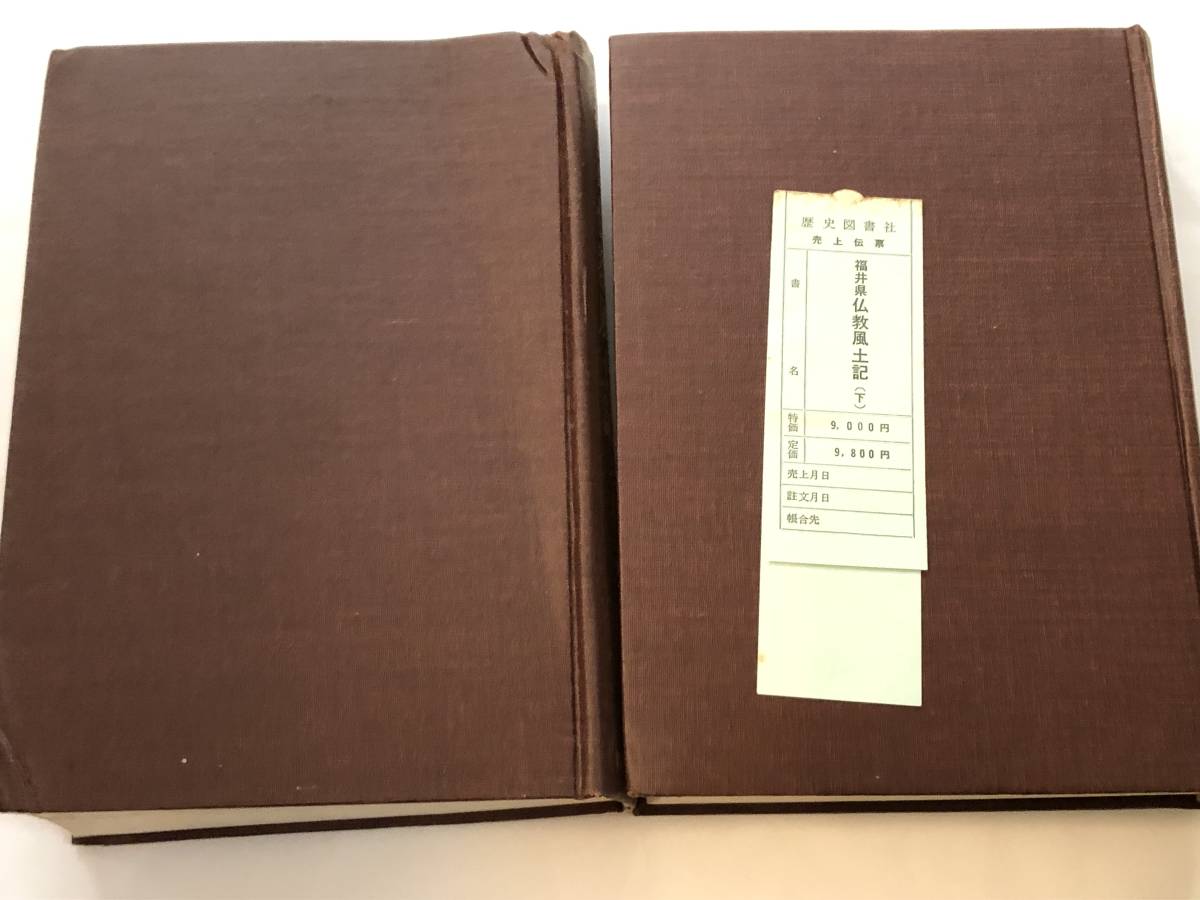 歴史図書社
売上伝票
書名
福井県仏教風土記(下)
特価 9,000円
定価 9,800円
売上月日
註文月日
帳合先